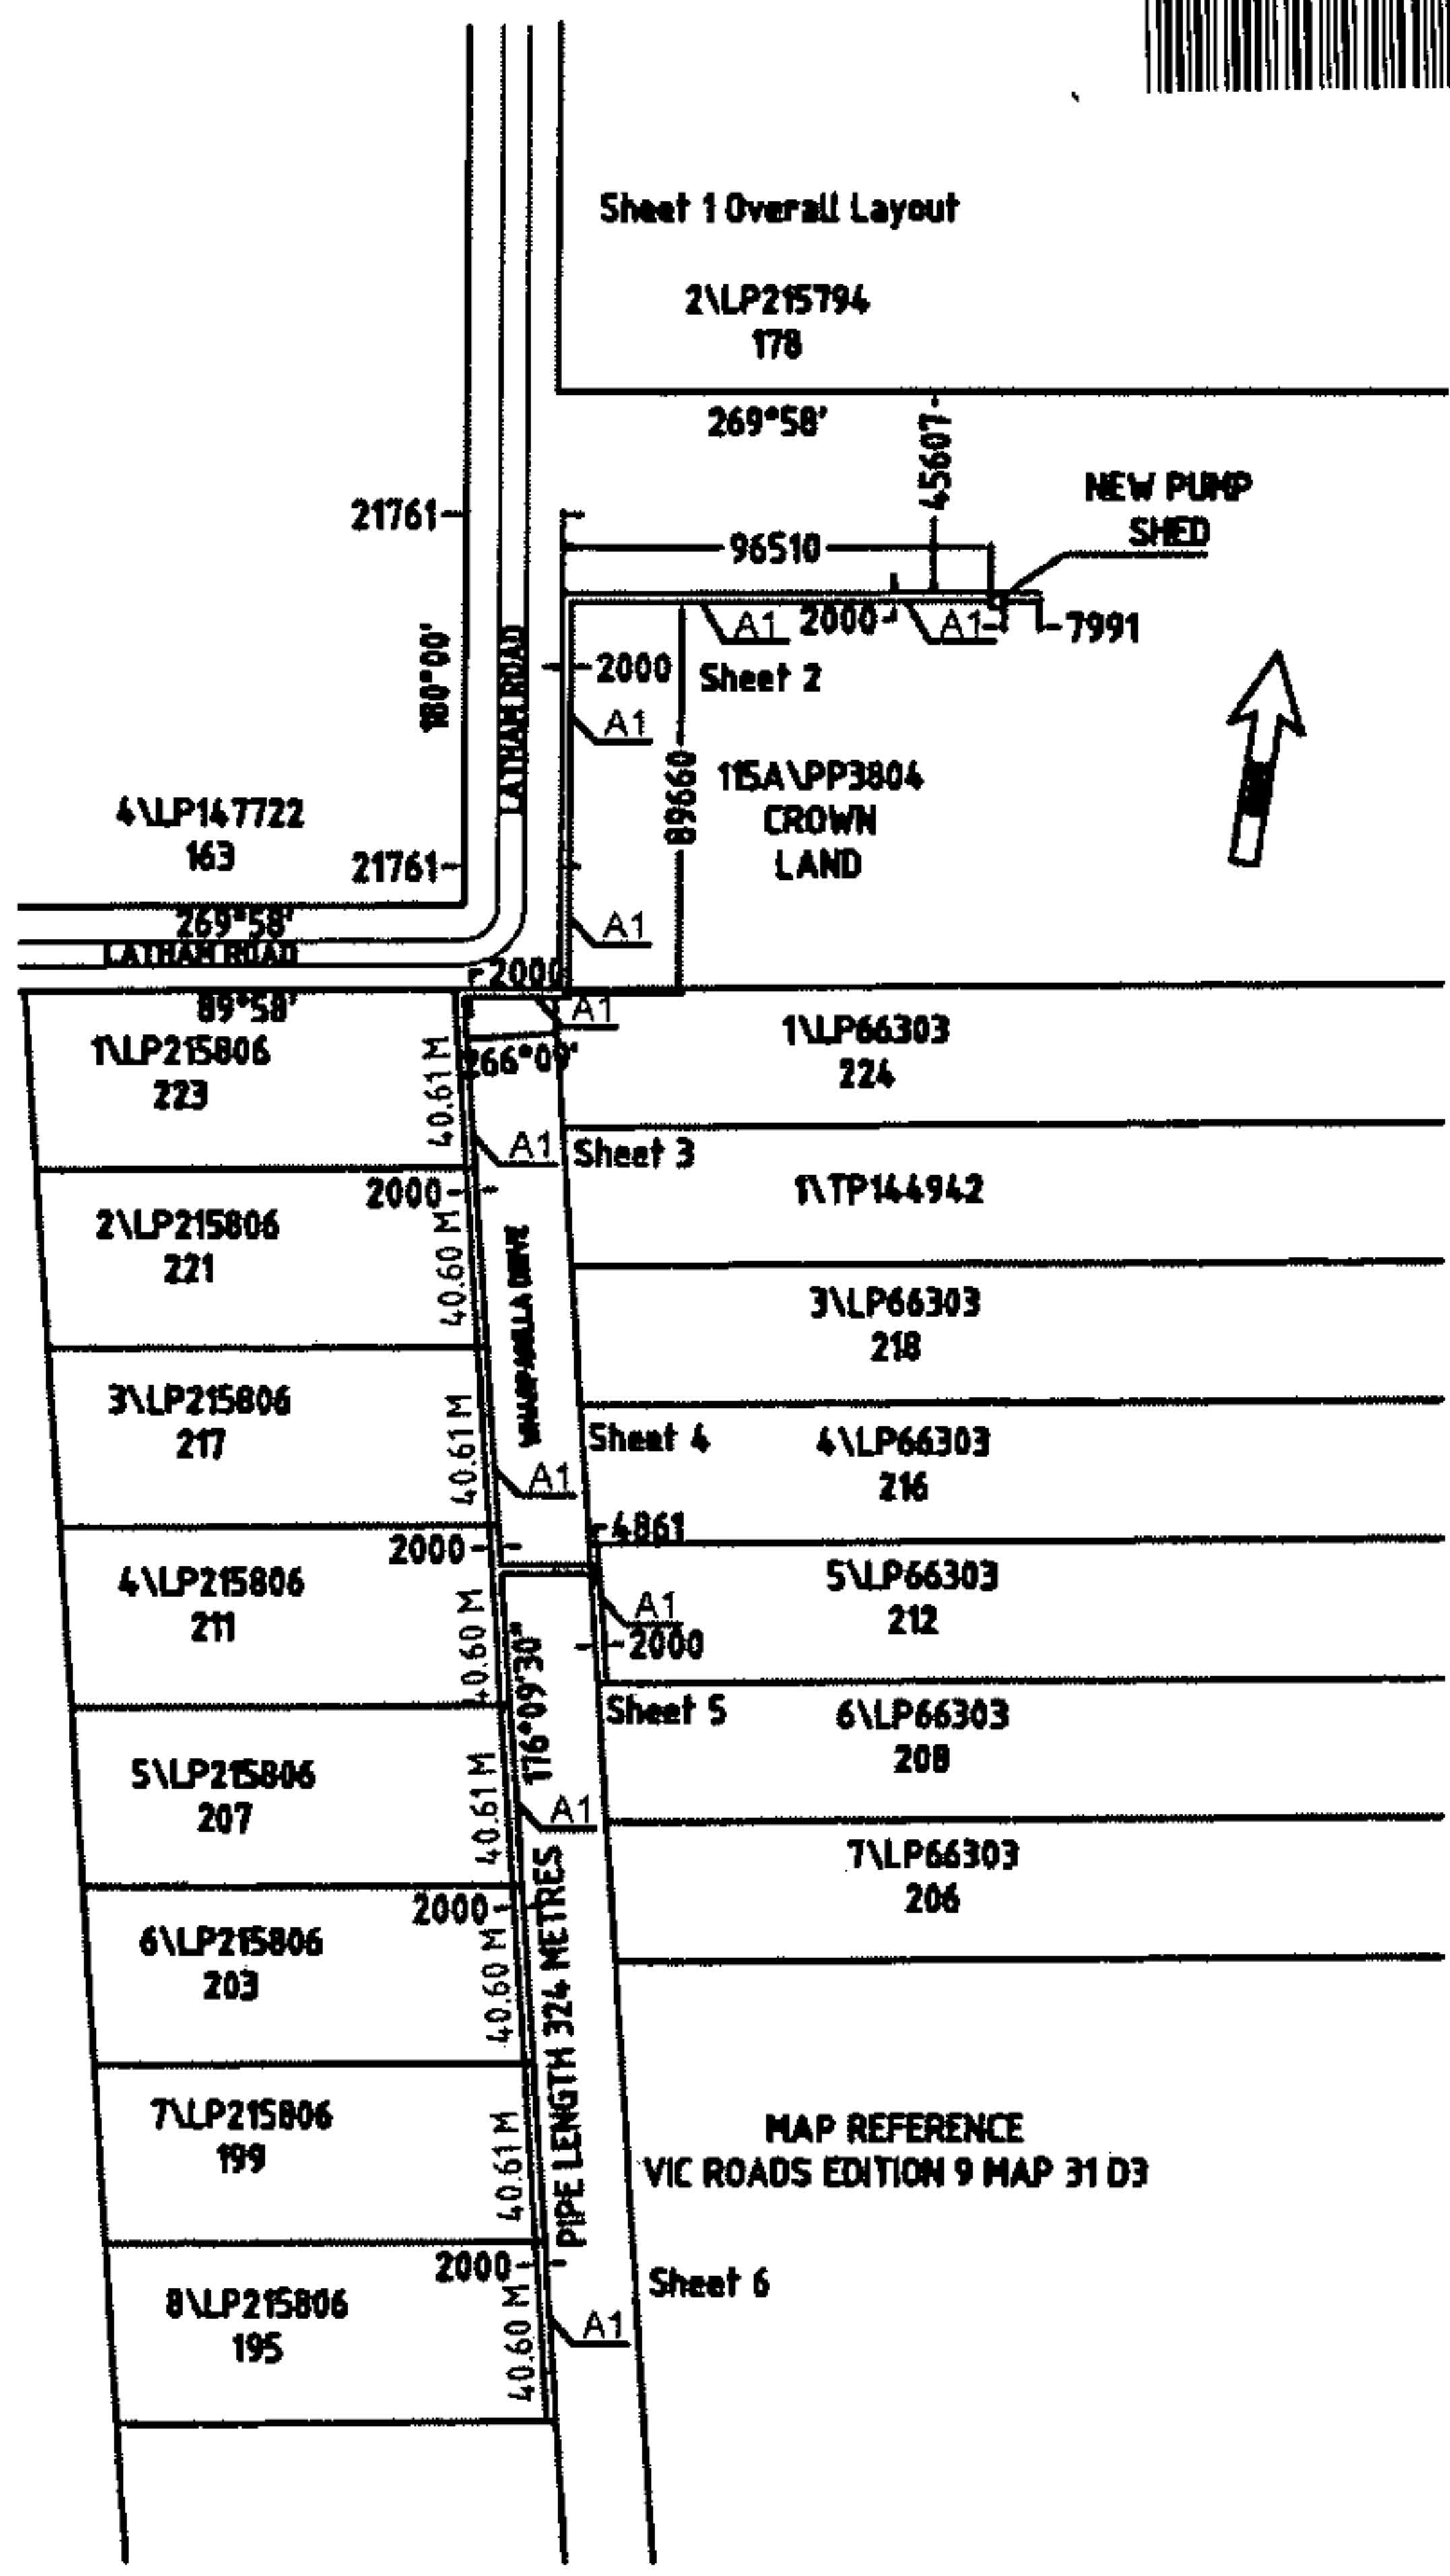 Sheet 1 Overall Layout
2\LP215794
178
269°58'
45607
NEW PUMP
SHED
21761
96510
A1
2000
A1
7991
2000
Sheet 2
180°00'
LATHAM ROAD
A1
89660
115A\PP3804
CROWN
LAND
4\LP147722
163
21761
269°58'
A1
LATHAM ROAD
2000
89°58'
A1
1\LP215806
223
40.61 M
266°09'
1\LP66303
224
A1
Sheet 3
2000
1\TP144942
2\LP215806
221
40.60 M
DRIVE
3\LP66303
218
3\LP215806
217
40.61 M
Sheet 4
A1
4\LP66303
216
4861
2000
4\LP215806
211
40.60 M
5\LP66303
212
A1
2000
176°09'30"
Sheet 5
6\LP66303
208
5\LP215806
207
40.61 M
A1
7\LP66303
206
2000
6\LP215806
203
40.60 M
PIPE LENGTH 324 METRES
7\LP215806
199
40.61 M
MAP REFERENCE
VIC ROADS EDITION 9 MAP 31 D3
2000
Sheet 6
8\LP215806
195
40.60 M
A1